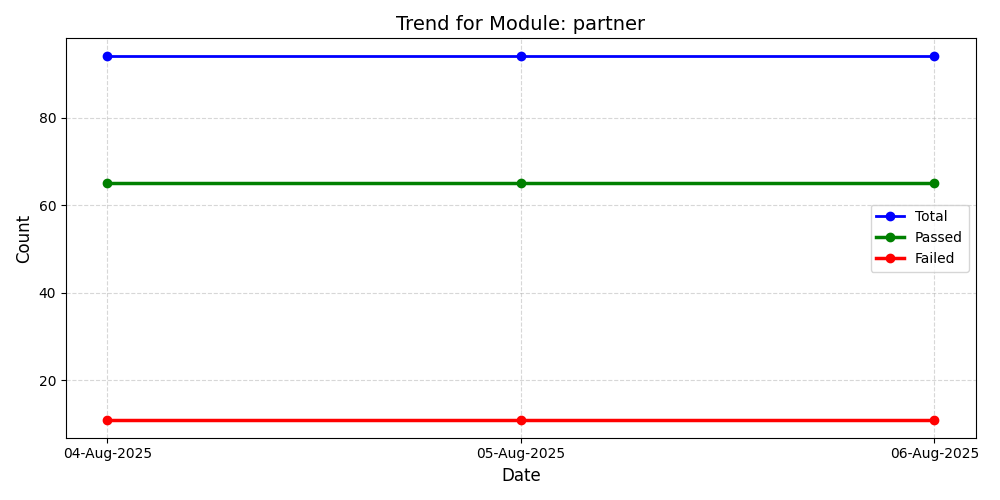 Trend for Module: partner
Count
80
60
40
20
Total
Passed
Failed
04-Aug-2025 05-Aug-2025 06-Aug-2025
Date